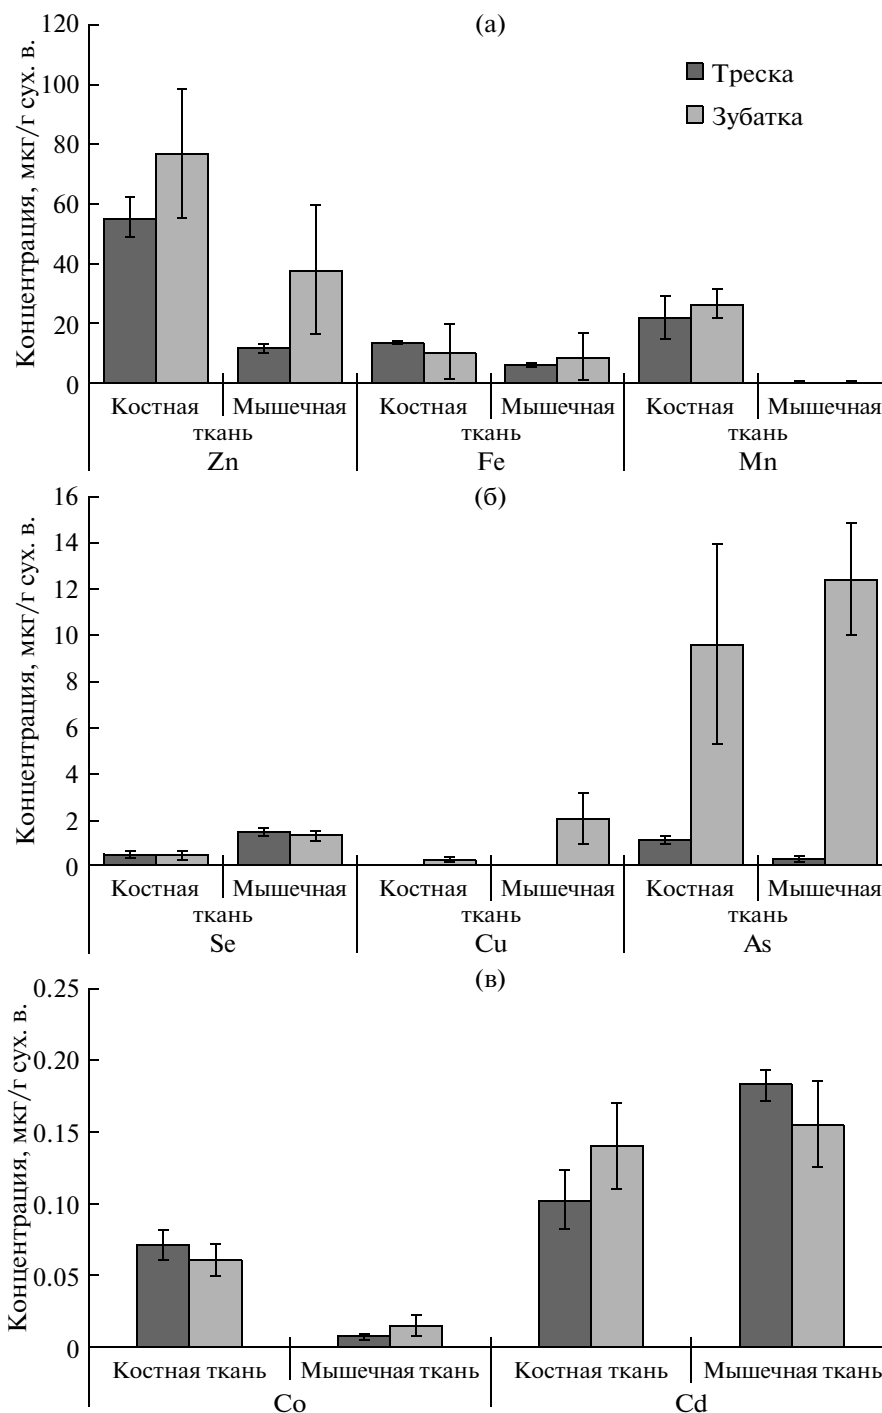 (а)
Концентрация, мкг/г сух. в.
120
100
80
60
40
20
0
Треска
Зубатка
Костная Мышечная Костная Мышечная Костная Мышечная
ткань ткань ткань
Zn Fe Mn
(б)
Концентрация, мкг/г сух. в.
16
14
12
10
8
6
4
2
0
Костная Мышечная Костная Мышечная Костная Мышечная
ткань ткань ткань
Se Cu As
(в)
Концентрация, мкг/г сух. в.
0.25
0.20
0.15
0.10
0.05
0
Костная ткань Мышечная ткань Костная ткань Мышечная ткань
Co Cd